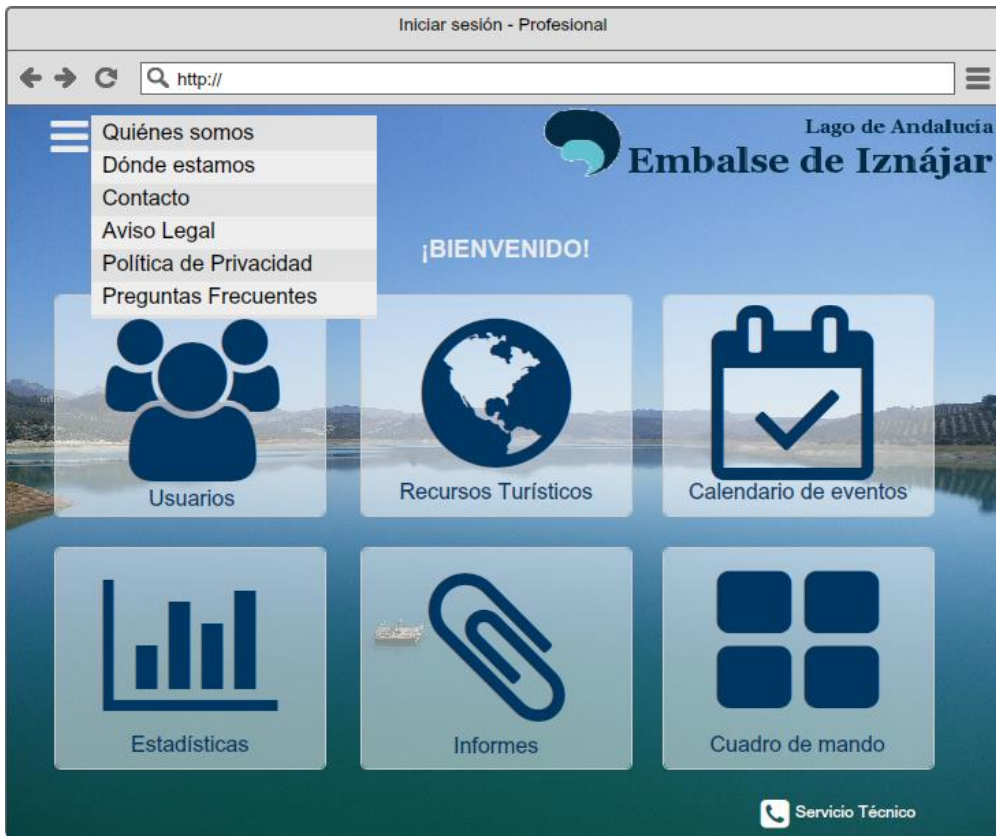 Iniciar sesión - Profesional
http://
Quiénes somos
Dónde estamos
Contacto
Aviso Legal
Política de Privacidad
Preguntas Frecuentes
Lago de Andalucía
Embalse de Iznájar
¡BIENVENIDO!
Usuarios
Recursos Turísticos
Calendario de eventos
Estadísticas
Informes
Cuadro de mando
Servicio Técnico